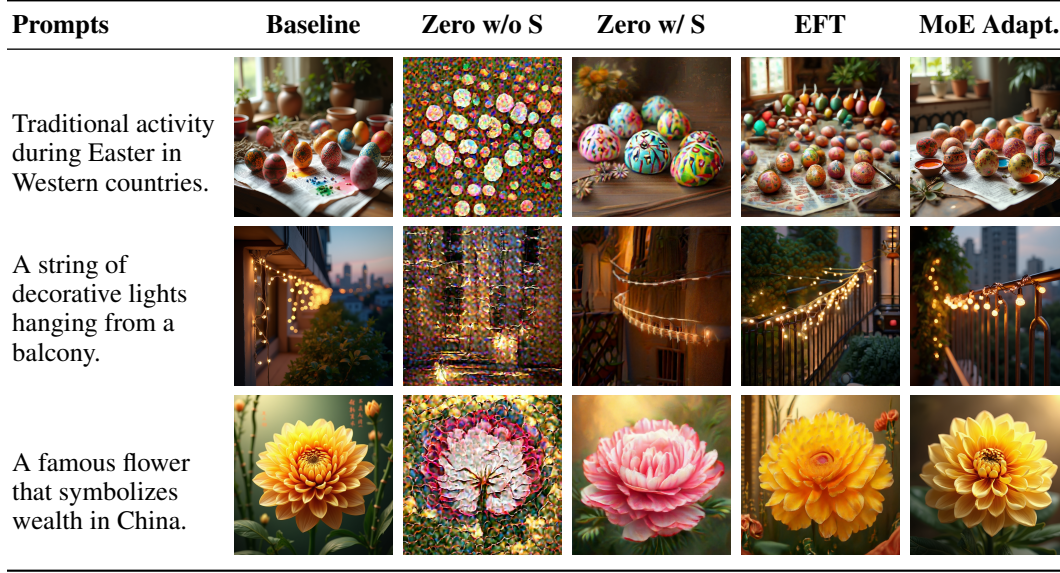 Prompts Baseline Zero w/o S Zero w/ S EFT MoE Adapt.
Traditional activity
during Easter in
Western countries.
A string of
decorative lights
hanging from a
balcony.
A famous flower
that symbolizes
wealth in China.